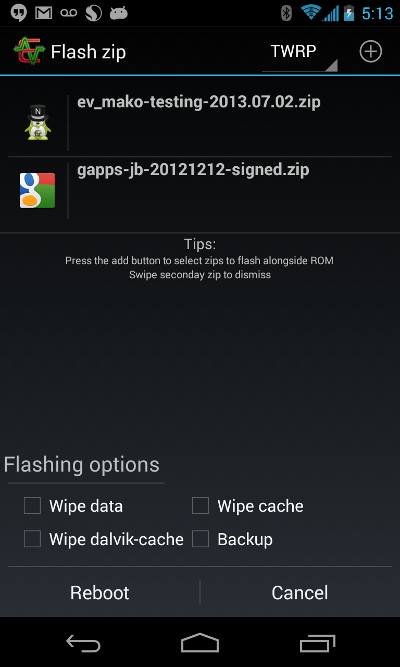 5:13
Flash zip
TWRP
ev_mako-testing-2013.07.02.zip
gapps-jb-20121212-signed.zip
Tips:
Press the add button to select zips to flash alongside ROM
Swipe seconday zip to dismiss
Flashing options
Wipe data
Wipe cache
Wipe dalvik-cache
Backup
Reboot
Cancel